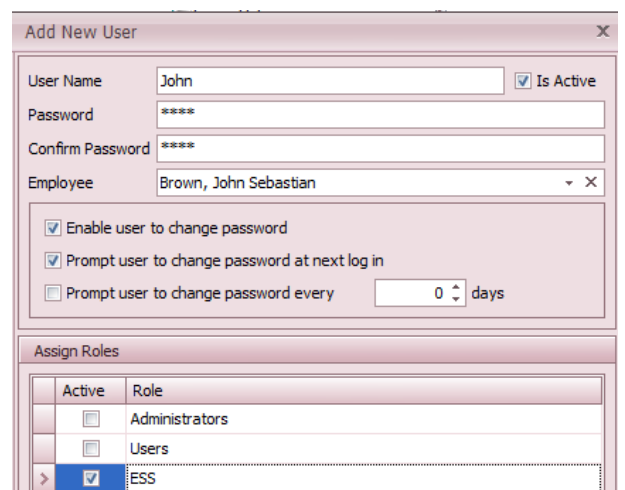 Add New User
User Name John Is Active
Password ****
Confirm Password ****
Employee Brown, John Sebastian
Enable user to change password
Prompt user to change password at next log in
Prompt user to change password every 0 days
Assign Roles
Active Role
Administrators
Users
ESS